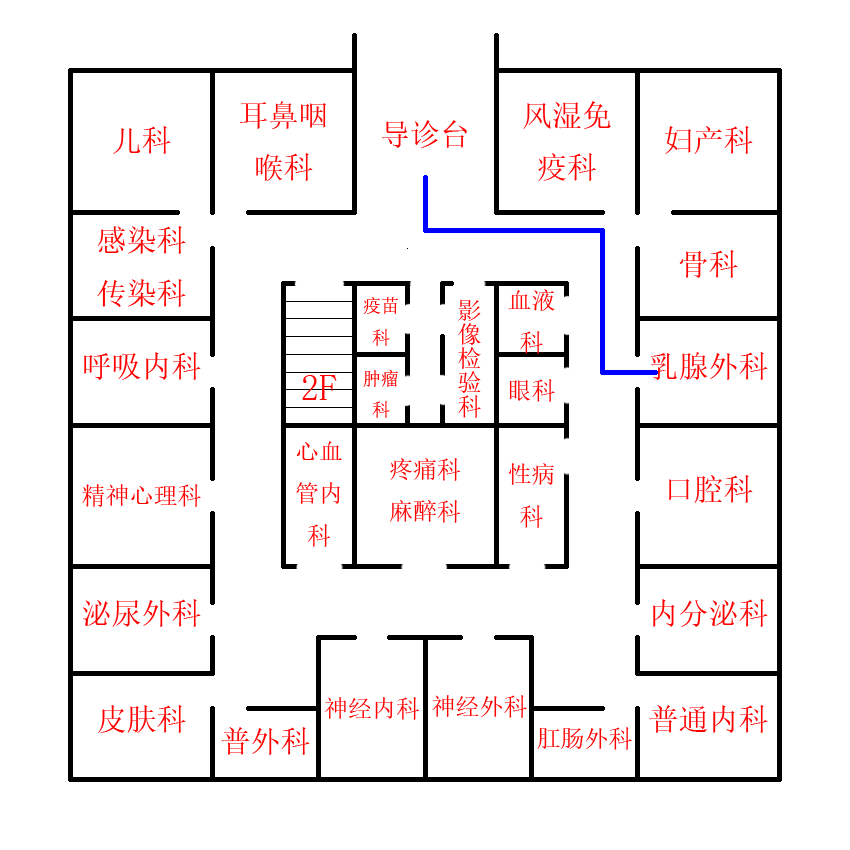 儿科
耳鼻咽
喉科
导诊台
风湿免
疫科
妇产科
感染科
传染科
骨科
疫苗
科
影像检验科
血液
科
呼吸内科
2F
肿瘤
科
眼科
乳腺外科
心血
管内
科
疼痛科
麻醉科
性病
科
精神心理科
口腔科
泌尿外科
内分泌科
皮肤科
普外科
神经内科
神经外科
肛肠外科
普通内科